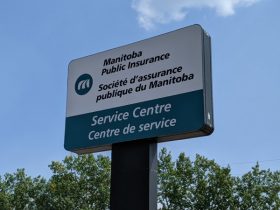 Manitoba
Public Insurance
Société d'assurance
publique du Manitoba
Service Centre
Centre de service